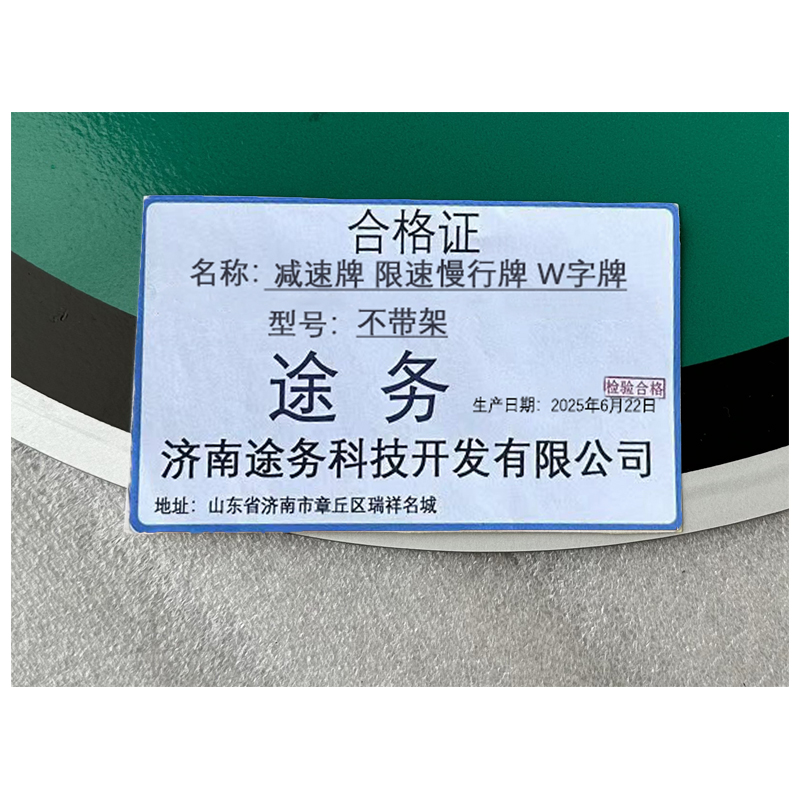 合格证
名称：减速牌 限速慢行牌 W字牌
型号：不带架
途务
检验合格
生产日期：2025年6月22日
济南途务科技开发有限公司
地址：山东省济南市章丘区瑞祥名城